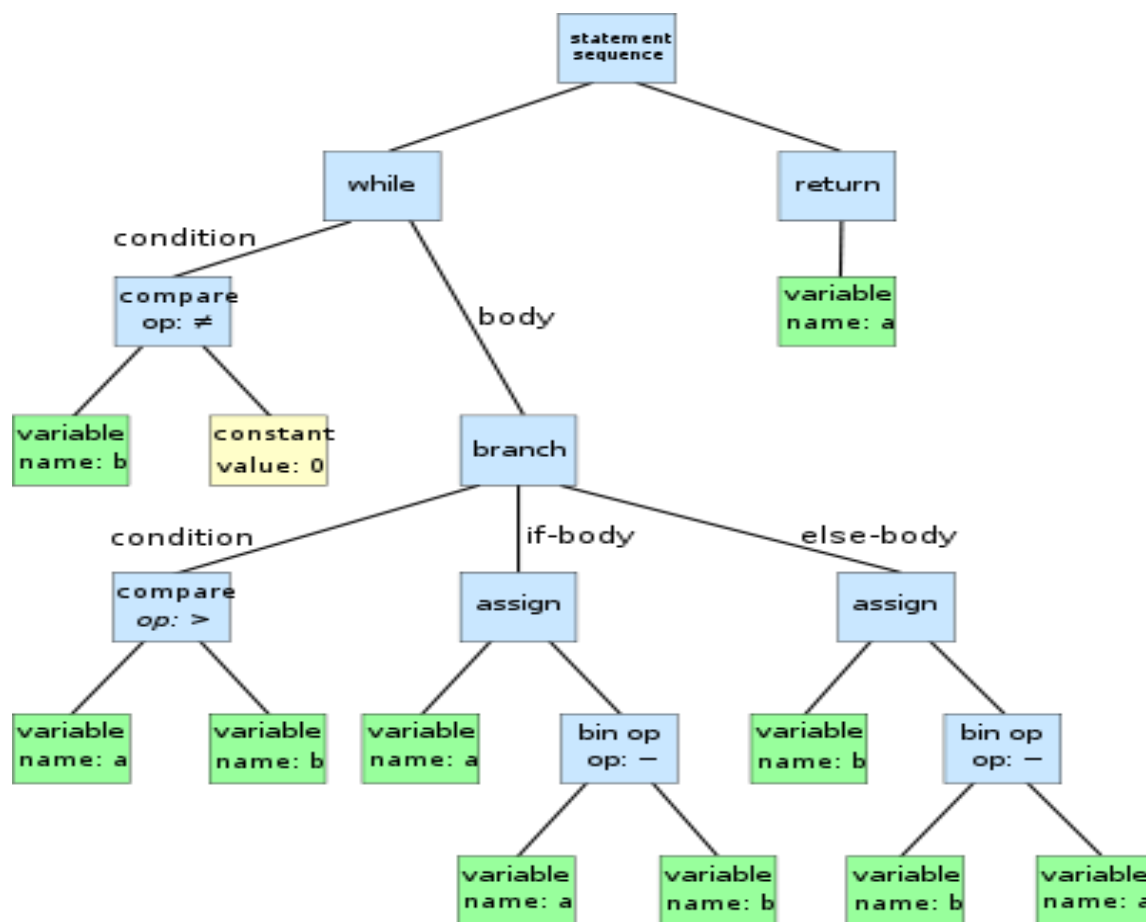 statement
sequence
while
return
condition
compare
op: ≠
body
variable
name: a
variable
name: b
constant
value: 0
branch
condition
if-body
else-body
compare
op: >
assign
assign
variable
name: a
variable
name: b
variable
name: a
bin op
op: −
variable
name: b
bin op
op: −
variable
name: a
variable
name: b
variable
name: b
variable
name: a